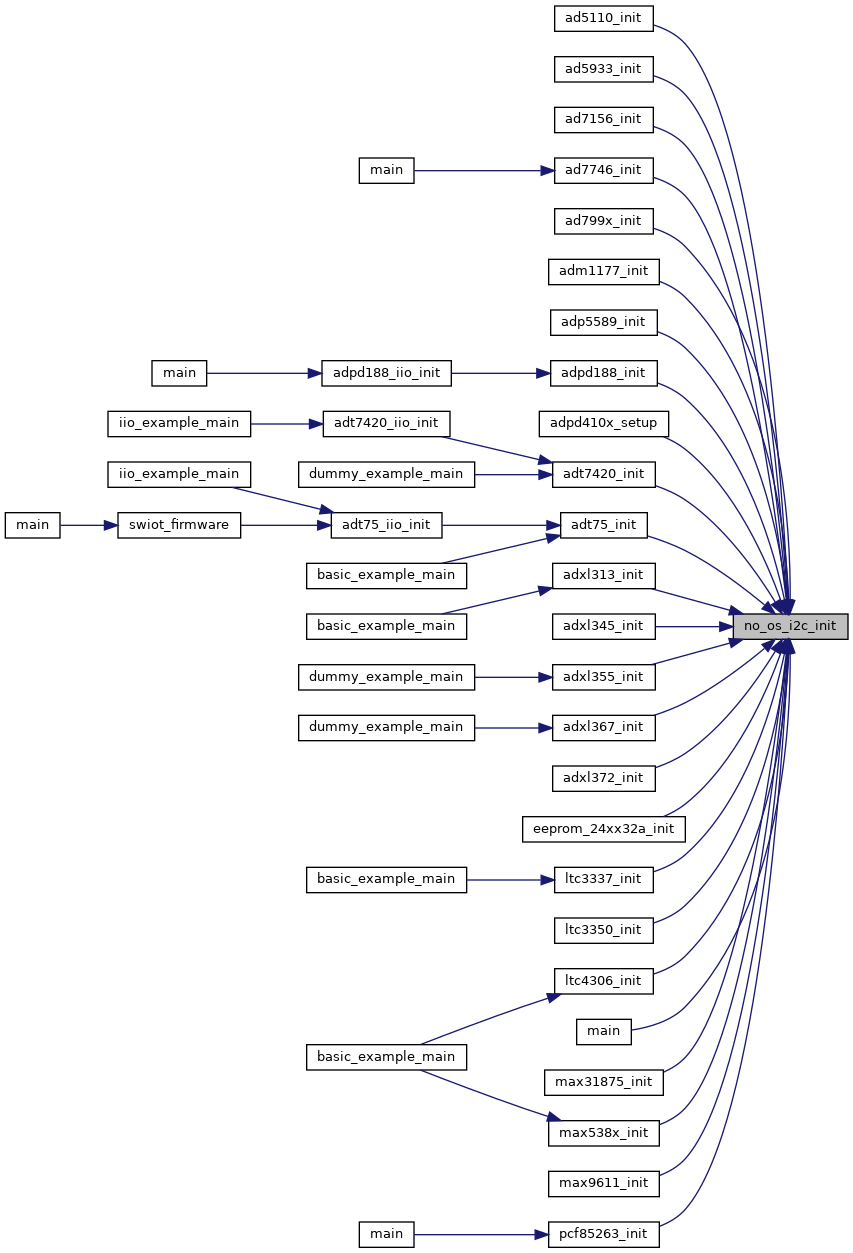 ad5110_init
ad5933_init
ad7156_init
main
ad7746_init
ad799x_init
adm1177_init
adp5589_init
main
adpd188_iio_init
adpd188_init
iio_example_main
adt7420_iio_init
adpd410x_setup
iio_example_main
dummy_example_main
adt7420_init
main
swiot_firmware
adt75_iio_init
adt75_init
basic_example_main
adxl313_init
basic_example_main
adxl345_init
no_os_i2c_init
dummy_example_main
adxl355_init
dummy_example_main
adxl367_init
adxl372_init
eeprom_24xx32a_init
basic_example_main
ltc3337_init
ltc3350_init
ltc4306_init
main
basic_example_main
max31875_init
max538x_init
max9611_init
main
pcf85263_init